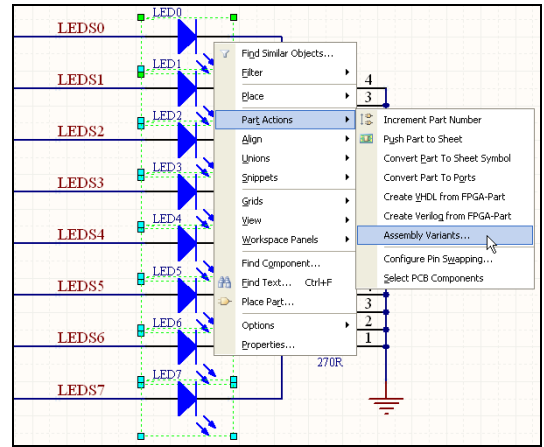 LED0
LEDS0
LED1
LEDS1
LED2
LEDS2
LED3
LEDS3
LED4
LEDS4
LED5
LEDS5
LED6
LEDS6
LED7
LEDS7
Find Similar Objects...
Filter
Place
Part Actions
Align
Unions
Snippets
Grids
View
Workspace Panels
Find Component...
Find Text... Ctrl+F
Place Part...
Options
Properties...
4
3
Increment Part Number
Push Part to Sheet
Convert Part To Sheet Symbol
Convert Part To Ports
Create VHDL from FPGA-Part
Create Verilog from FPGA-Part
Assembly Variants...
Configure Pin Swapping...
Select PCB Components
3
2
1
270R